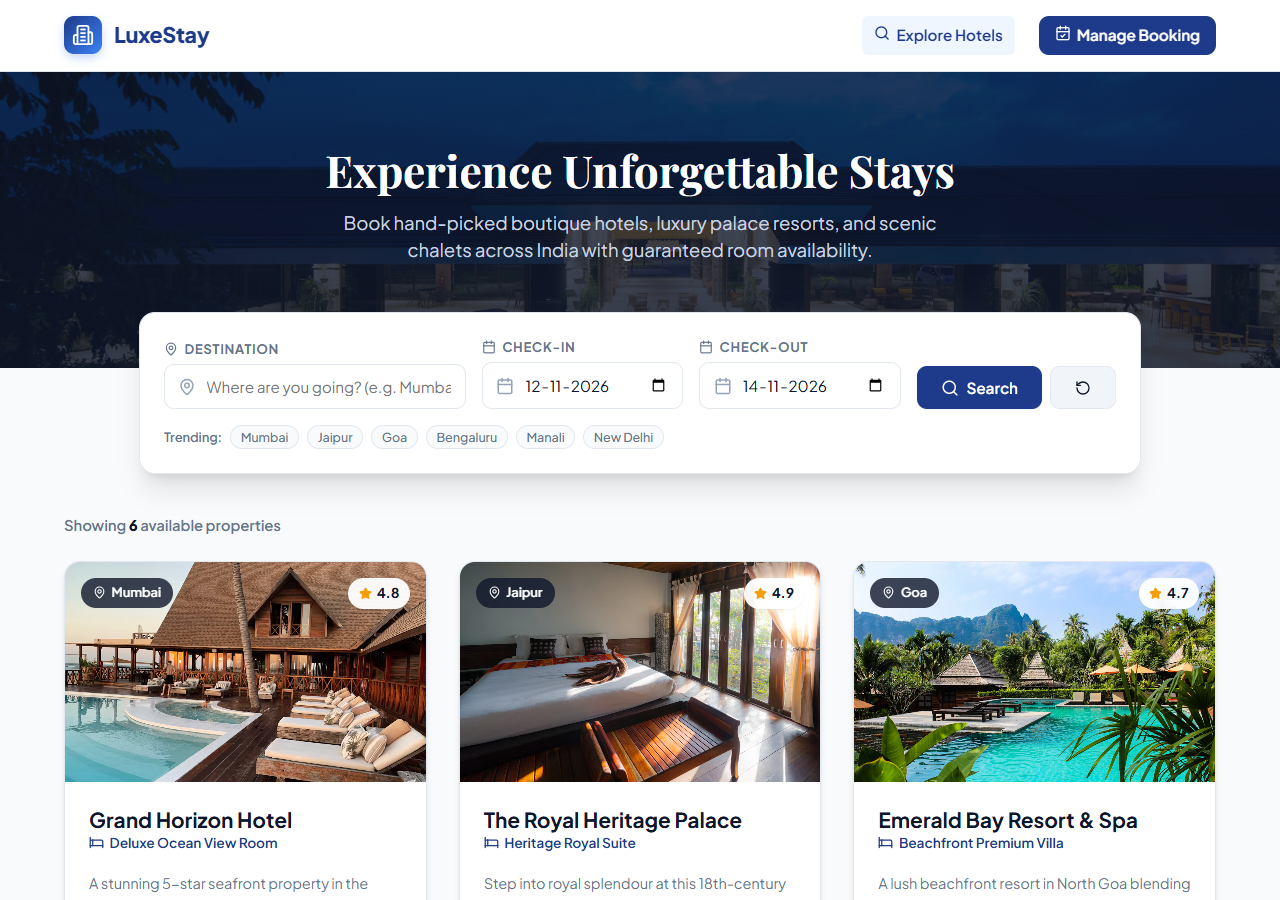 LuxeStay
Explore Hotels
Manage Booking
Experience Unforgettable Stays
Book hand-picked boutique hotels, luxury palace resorts, and scenic
chalets across India with guaranteed room availability.
DESTINATION
CHECK-IN
CHECK-OUT
Where are you going? (e.g. Mumba
12-11-2026
14-11-2026
Search
Trending:
Mumbai
Jaipur
Goa
Bengaluru
Manali
New Delhi
Showing 6 available properties
Mumbai
4.8
Jaipur
4.9
Goa
4.7
Grand Horizon Hotel
Deluxe Ocean View Room
A stunning 5-star seafront property in the
The Royal Heritage Palace
Heritage Royal Suite
Step into royal splendour at this 18th-century
Emerald Bay Resort & Spa
Beachfront Premium Villa
A lush beachfront resort in North Goa blending